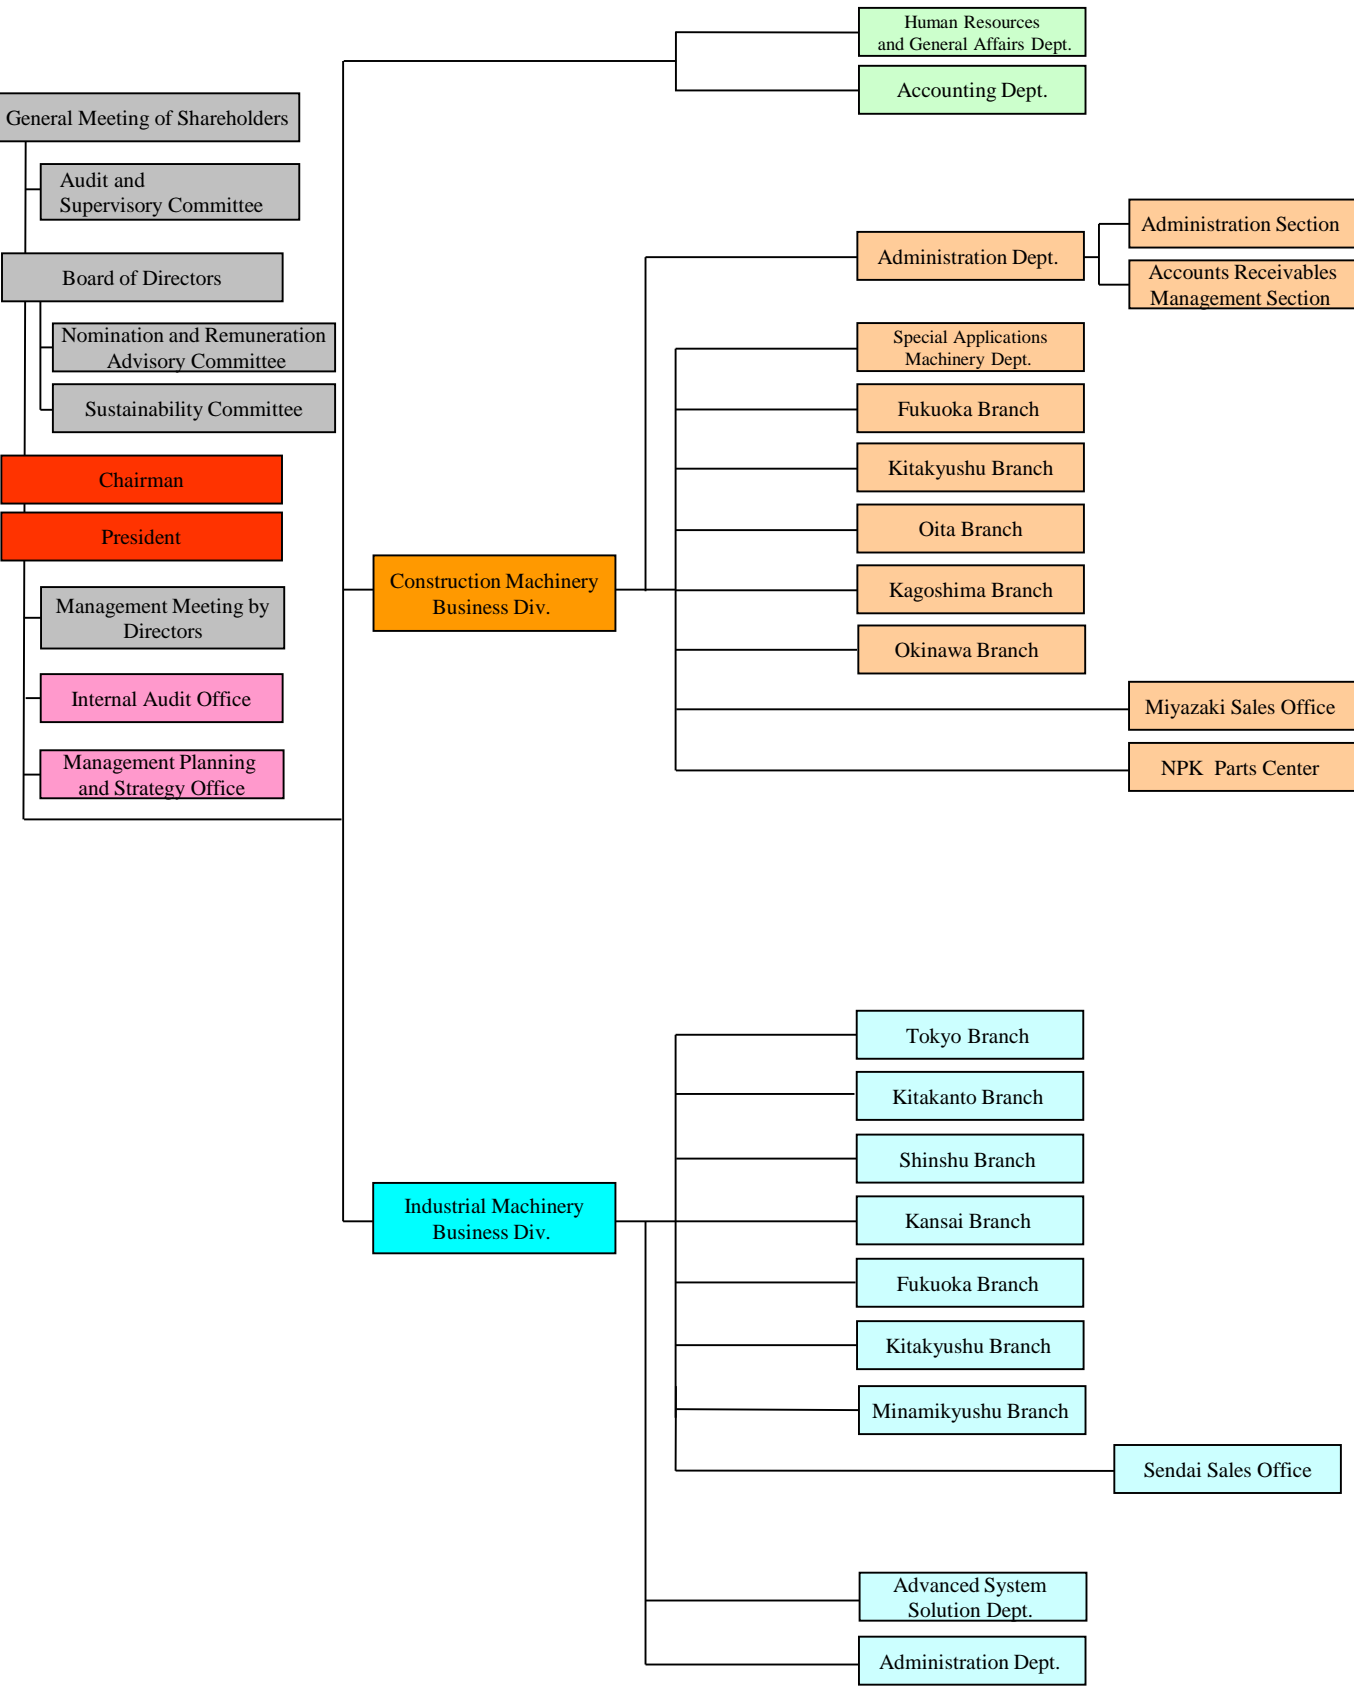 Human Resources
and General Affairs Dept.
Accounting Dept.
General Meeting of Shareholders
Audit and
Supervisory Committee
Board of Directors
Nomination and Remuneration
Advisory Committee
Sustainability Committee
Chairman
President
Management Meeting by
Directors
Internal Audit Office
Management Planning
and Strategy Office
Construction Machinery
Business Div.
Administration Dept.
Administration Section
Accounts Receivables
Management Section
Special Applications
Machinery Dept.
Fukuoka Branch
Kitakyushu Branch
Oita Branch
Kagoshima Branch
Okinawa Branch
Miyazaki Sales Office
NPK  Parts Center
Industrial Machinery
Business Div.
Tokyo Branch
Kitakanto Branch
Shinshu Branch
Kansai Branch
Fukuoka Branch
Kitakyushu Branch
Minamikyushu Branch
Sendai Sales Office
Advanced System
Solution Dept.
Administration Dept.